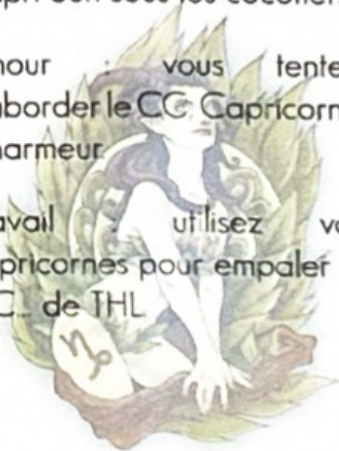 mour : vous tente
aborder le CC Capricorn
harmeur.
avail : utilisez vo
pricornes pour empaler
C... de THL